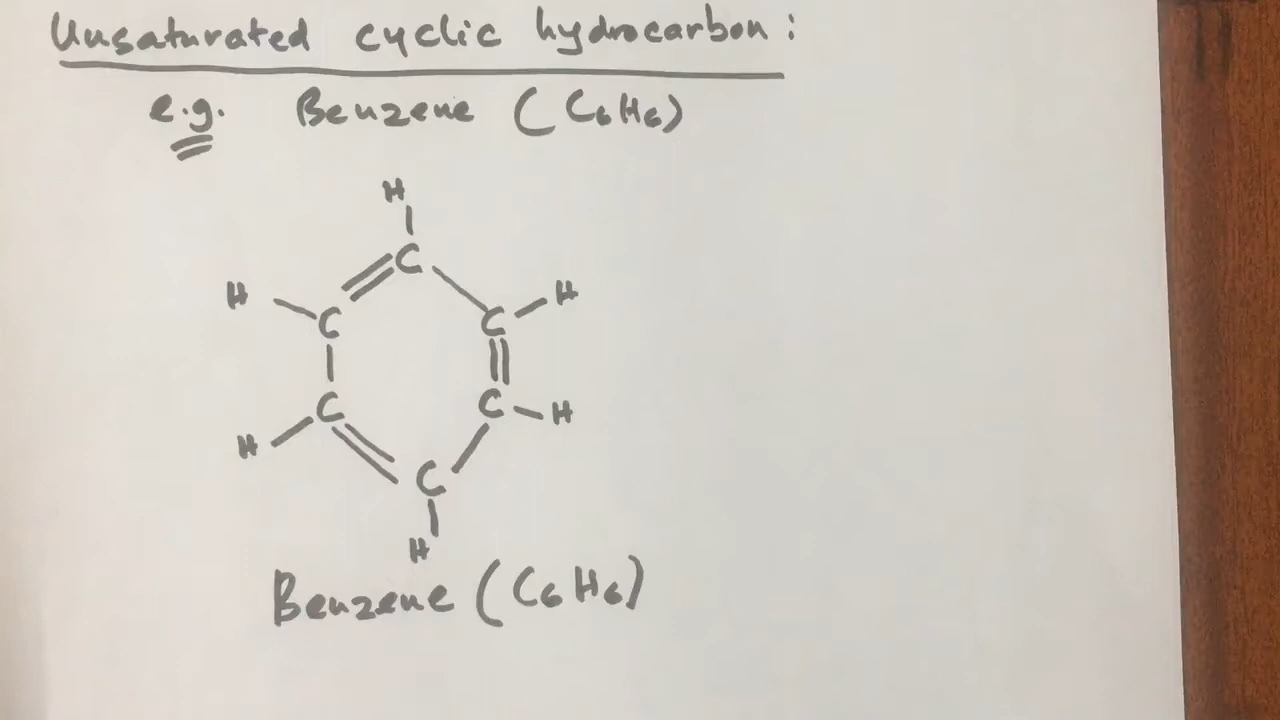 Unsaturated cyclic hydrocarbon:
e.g. Benzene (C6H6)
H
C
H C C H
H C C H
C
H
Benzene (C6H6)